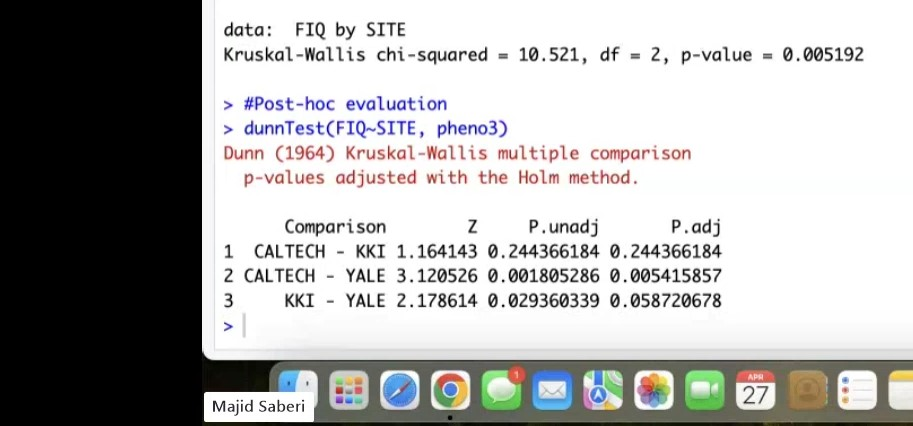 data:  FIQ by SITE
Kruskal-Wallis chi-squared = 10.521, df = 2, p-value = 0.005192
> #Post-hoc evaluation
> dunnTest(FIQ~SITE, pheno3)
Dunn (1964) Kruskal-Wallis multiple comparison
  p-values adjusted with the Holm method.
      Comparison        Z     P.unadj       P.adj
1  CALTECH - KKI 1.164143 0.244366184 0.244366184
2 CALTECH - YALE 3.120526 0.001805286 0.005415857
3     KKI - YALE 2.178614 0.029360339 0.058720678
>
1
APR
27
Majid Saberi